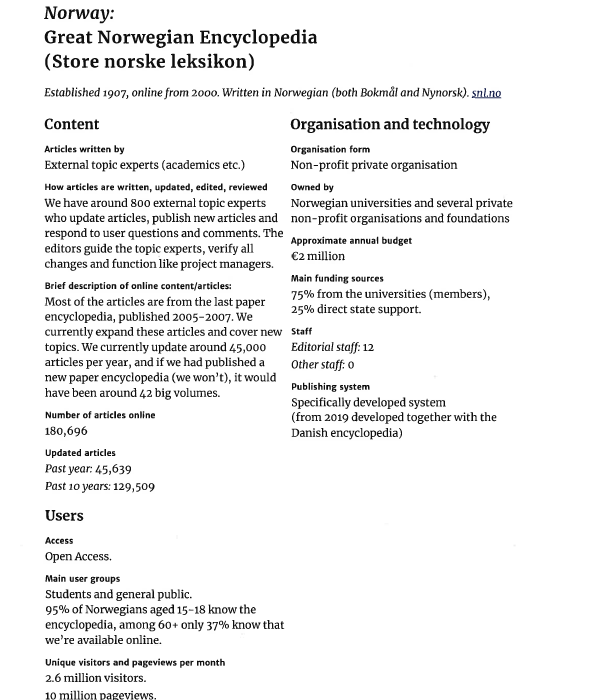 Norway:
Great Norwegian Encyclopedia
(Store norske leksikon)
Established 1907, online from 2000. Written in Norwegian (both Bokmål and Nynorsk). snl.no
Content
Articles written by
External topic experts (academics etc.)
How articles are written, updated, edited, reviewed
We have around 800 external topic experts
who update articles, publish new articles and
respond to user questions and comments. The
editors guide the topic experts, verify all
changes and function like project managers.
Brief description of online content/articles:
Most of the articles are from the last paper
encyclopedia, published 2005-2007. We
currently expand these articles and cover new
topics. We currently update around 45,000
articles per year, and if we had published a
new paper encyclopedia (we won't), it would
have been around 42 big volumes.
Number of articles online
180,696
Updated articles
Past year: 45,639
Past 10 years: 129,509
Users
Access
Open Access.
Main user groups
Students and general public.
95% of Norwegians aged 15-18 know the
encyclopedia, among 60+ only 37% know that
we're available online.
Unique visitors and pageviews per month
2.6 million visitors.
10 million pageviews.
Organisation and technology
Organisation form
Non-profit private organisation
Owned by
Norwegian universities and several private
non-profit organisations and foundations
Approximate annual budget
€2 million
Main funding sources
75% from the universities (members),
25% direct state support.
Staff
Editorial staff: 12
Other staff: 0
Publishing system
Specifically developed system
(from 2019 developed together with the
Danish encyclopedia)